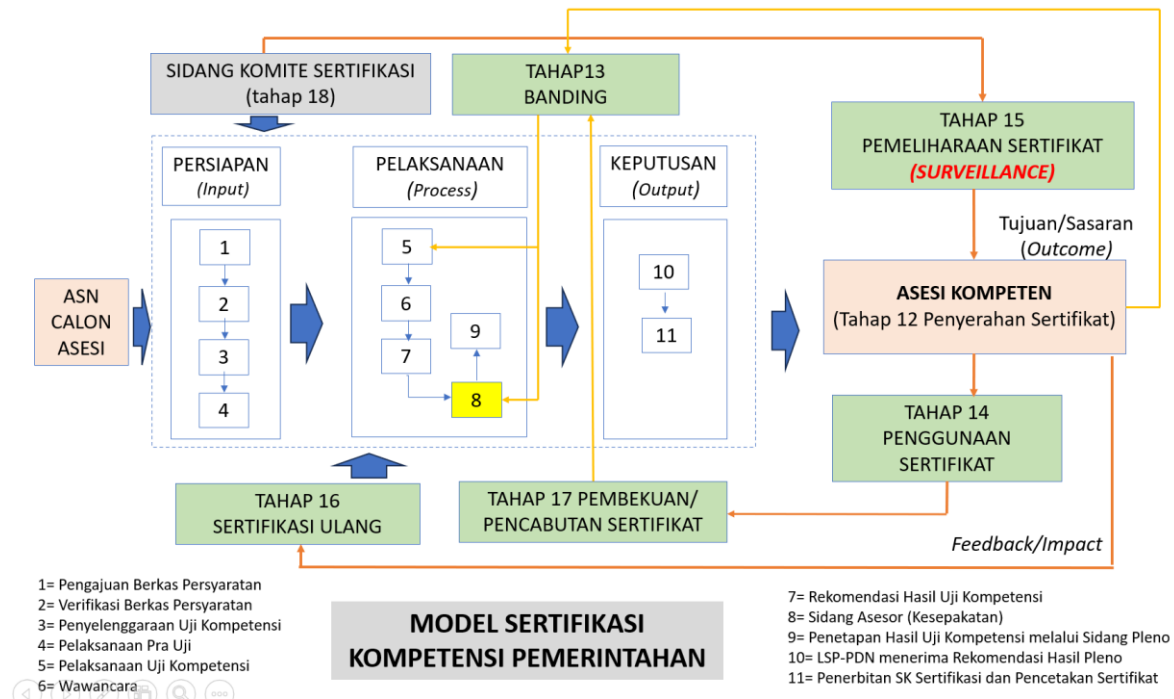 SIDANG KOMITE SERTIFIKASI
(tahap 18)
TAHAP13
BANDING
TAHAP 15
PEMELIHARAAN SERTIFIKAT
(SURVEILLANCE)
PERSIAPAN
(Input)
PELAKSANAAN
(Process)
KEPUTUSAN
(Output)
Tujuan/Sasaran
(Outcome)
ASN
CALON
ASESI
1
2
3
4
5
6
7
9
8
10
11
ASESI KOMPETEN
(Tahap 12 Penyerahan Sertifikat)
TAHAP 14
PENGGUNAAN
SERTIFIKAT
TAHAP 16
SERTIFIKASI ULANG
TAHAP 17 PEMBEKUAN/
PENCABUTAN SERTIFIKAT
Feedback/Impact
1= Pengajuan Berkas Persyaratan
2= Verifikasi Berkas Persyaratan
3= Penyelenggaraan Uji Kompetensi
4= Pelaksanaan Pra Uji
5= Pelaksanaan Uji Kompetensi
6= Wawancara
MODEL SERTIFIKASI
KOMPETENSI PEMERINTAHAN
7= Rekomendasi Hasil Uji Kompetensi
8= Sidang Asesor (Kesepakatan)
9= Penetapan Hasil Uji Kompetensi melalui Sidang Pleno
10= LSP-PDN menerima Rekomendasi Hasil Pleno
11= Penerbitan SK Sertifikasi dan Pencetakan Sertifikat